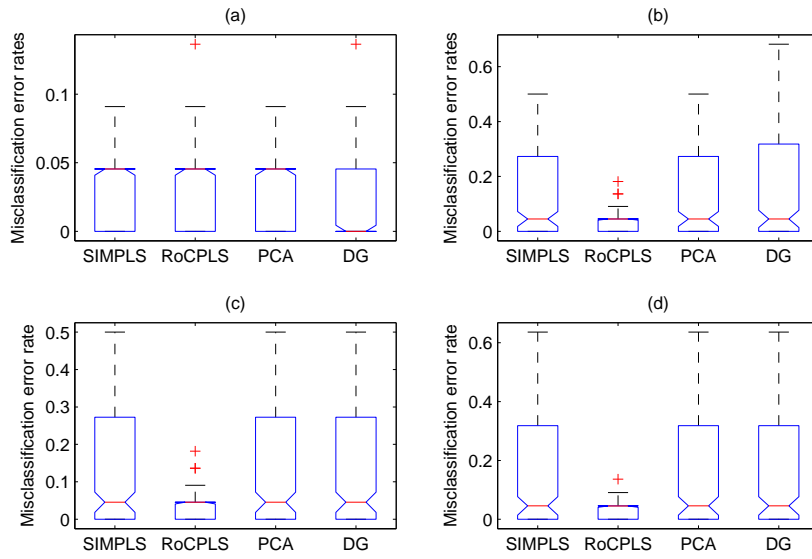 (a)
Misclassification error rates
0.1
0.05
0
SIMPLS RoCPLS PCA DG
(b)
Misclassification error rates
0.6
0.4
0.2
0
SIMPLS RoCPLS PCA DG
(c)
Misclassification error rate
0.5
0.4
0.3
0.2
0.1
0
SIMPLS RoCPLS PCA DG
(d)
Misclassification error rate
0.6
0.4
0.2
0
SIMPLS RoCPLS PCA DG